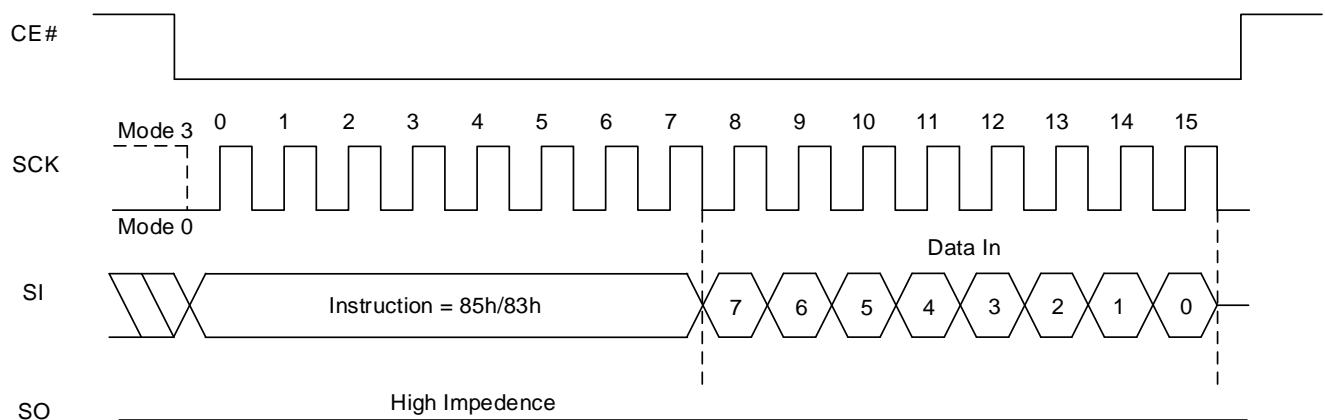 CE#
Mode 3 0 1 2 3 4 5 6 7 8 9 10 11 12 13 14 15
SCK
Mode 0
Data In
SI Instruction = 85h/83h 7 6 5 4 3 2 1 0
High Impedence
SO